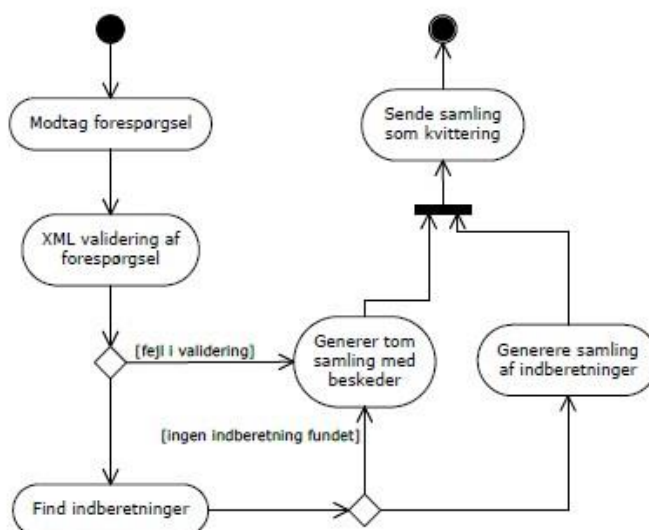 Modtag forespørgsel
XML validering af
forespørgsel
[fejl i validering]
Find indberetninger
[ingen indberetning fundet]
Generer tom
samling med
beskeder
Generere samling
af indberetninger
Sende samling
som kvittering